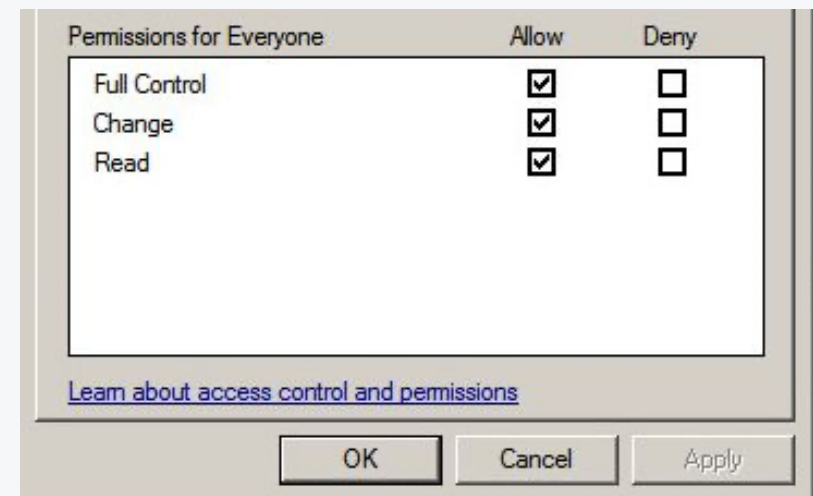 Permissions for Everyone Allow Deny
Full Control
Change
Read
Learn about access control and permissions
OK Cancel Apply